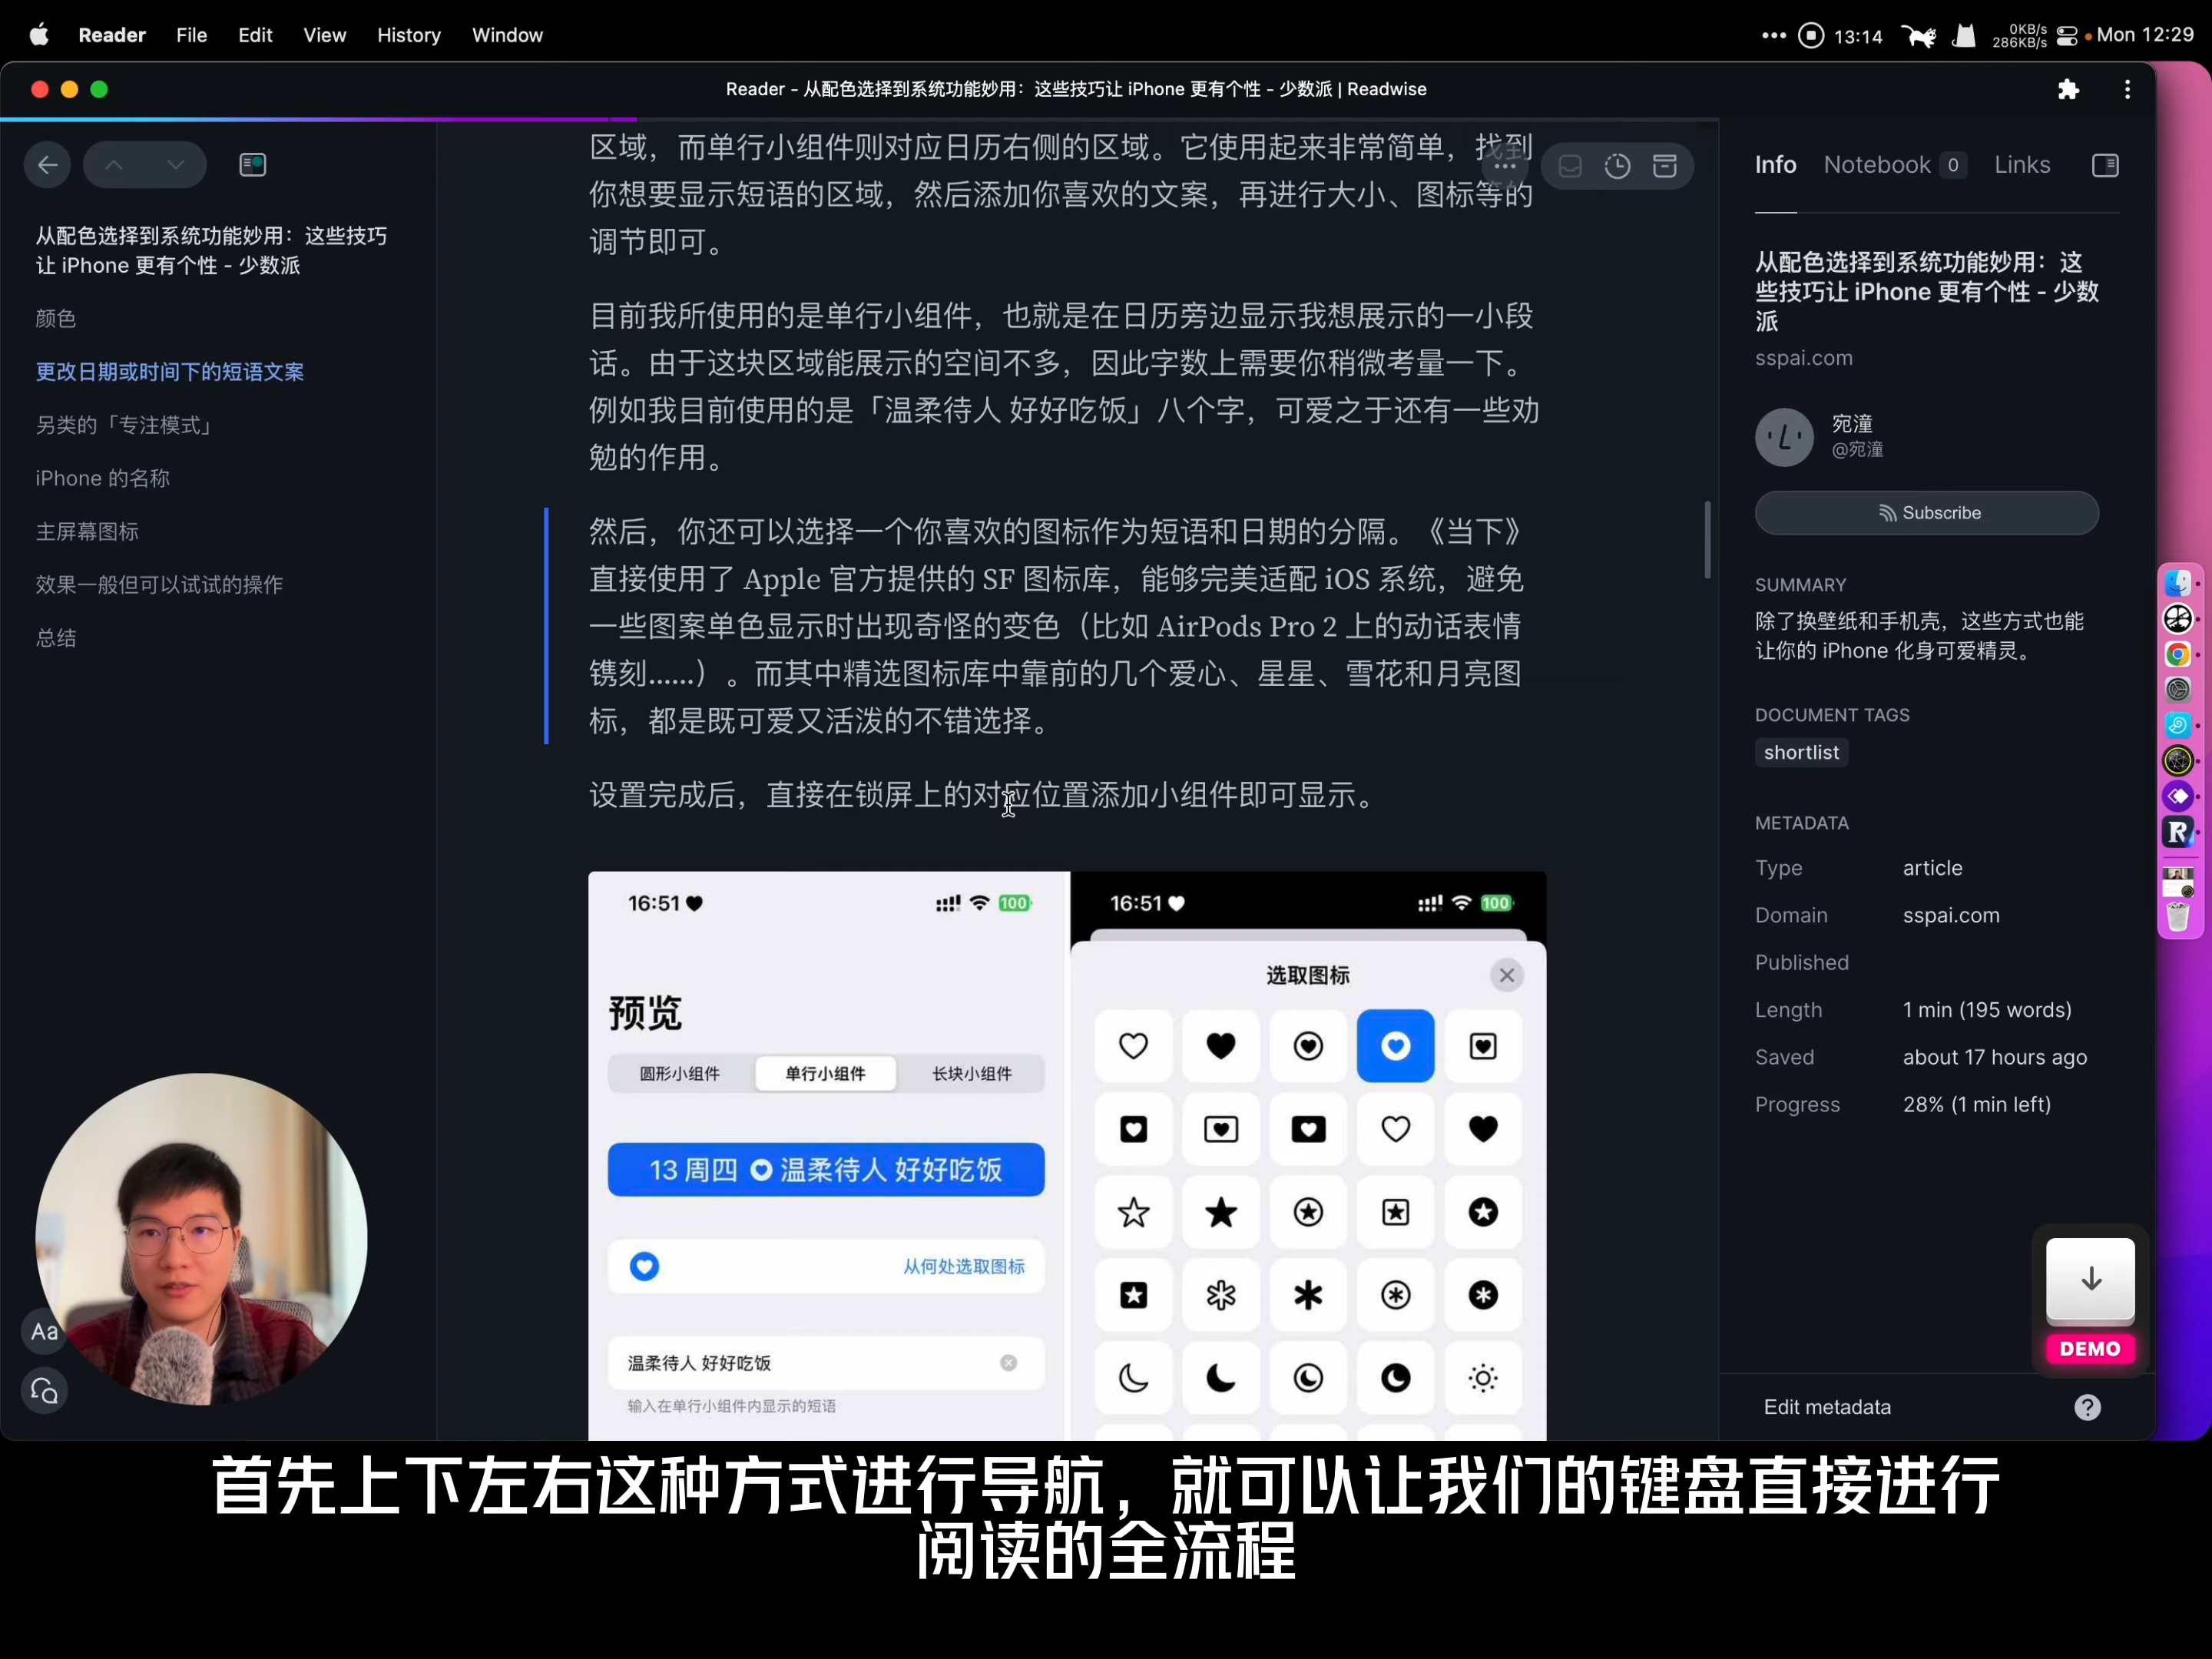 Reader File Edit View History Window
13:14
0KB/s
286KB/s
Mon 12:29
Reader - 从配色选择到系统功能妙用：这些技巧让 iPhone 更有个性 - 少数派 | Readwise
从配色选择到系统功能妙用：这些技巧
让 iPhone 更有个性 - 少数派
颜色
更改日期或时间下的短语文案
另类的「专注模式」
iPhone 的名称
主屏幕图标
效果一般但可以试试的操作
总结
Aa
区域，而单行小组件则对应日历右侧的区域。它使用起来非常简单，找到
你想要显示短语的区域，然后添加你喜欢的文案，再进行大小、图标等的
调节即可。
目前我所使用的是单行小组件，也就是在日历旁边显示我想展示的一小段
话。由于这块区域能展示的空间不多，因此字数上需要你稍微考量一下。
例如我目前使用的是「温柔待人 好好吃饭」八个字，可爱之于还有一些劝
勉的作用。
然后，你还可以选择一个你喜欢的图标作为短语和日期的分隔。《当下》
直接使用了 Apple 官方提供的 SF 图标库，能够完美适配 iOS 系统，避免
一些图案单色显示时出现奇怪的变色（比如 AirPods Pro 2 上的动话表情
镌刻……）。而其中精选图标库中靠前的几个爱心、星星、雪花和月亮图
标，都是既可爱又活泼的不错选择。
设置完成后，直接在锁屏上的对应位置添加小组件即可显示。
16:51
100
预览
圆形小组件
单行小组件
长块小组件
13 周四 温柔待人 好好吃饭
从何处选取图标
温柔待人 好好吃饭
输入在单行小组件内显示的短语
16:51
100
选取图标
Info Notebook 0 Links
从配色选择到系统功能妙用：这
些技巧让 iPhone 更有个性 - 少数
派
sspai.com
宛潼
@宛潼
Subscribe
SUMMARY
除了换壁纸和手机壳，这些方式也能
让你的 iPhone 化身可爱精灵。
DOCUMENT TAGS
shortlist
METADATA
Type article
Domain sspai.com
Published
Length 1 min (195 words)
Saved about 17 hours ago
Progress 28% (1 min left)
DEMO
Edit metadata
首先上下左右这种方式进行导航，就可以让我们的键盘直接进行
阅读的全流程